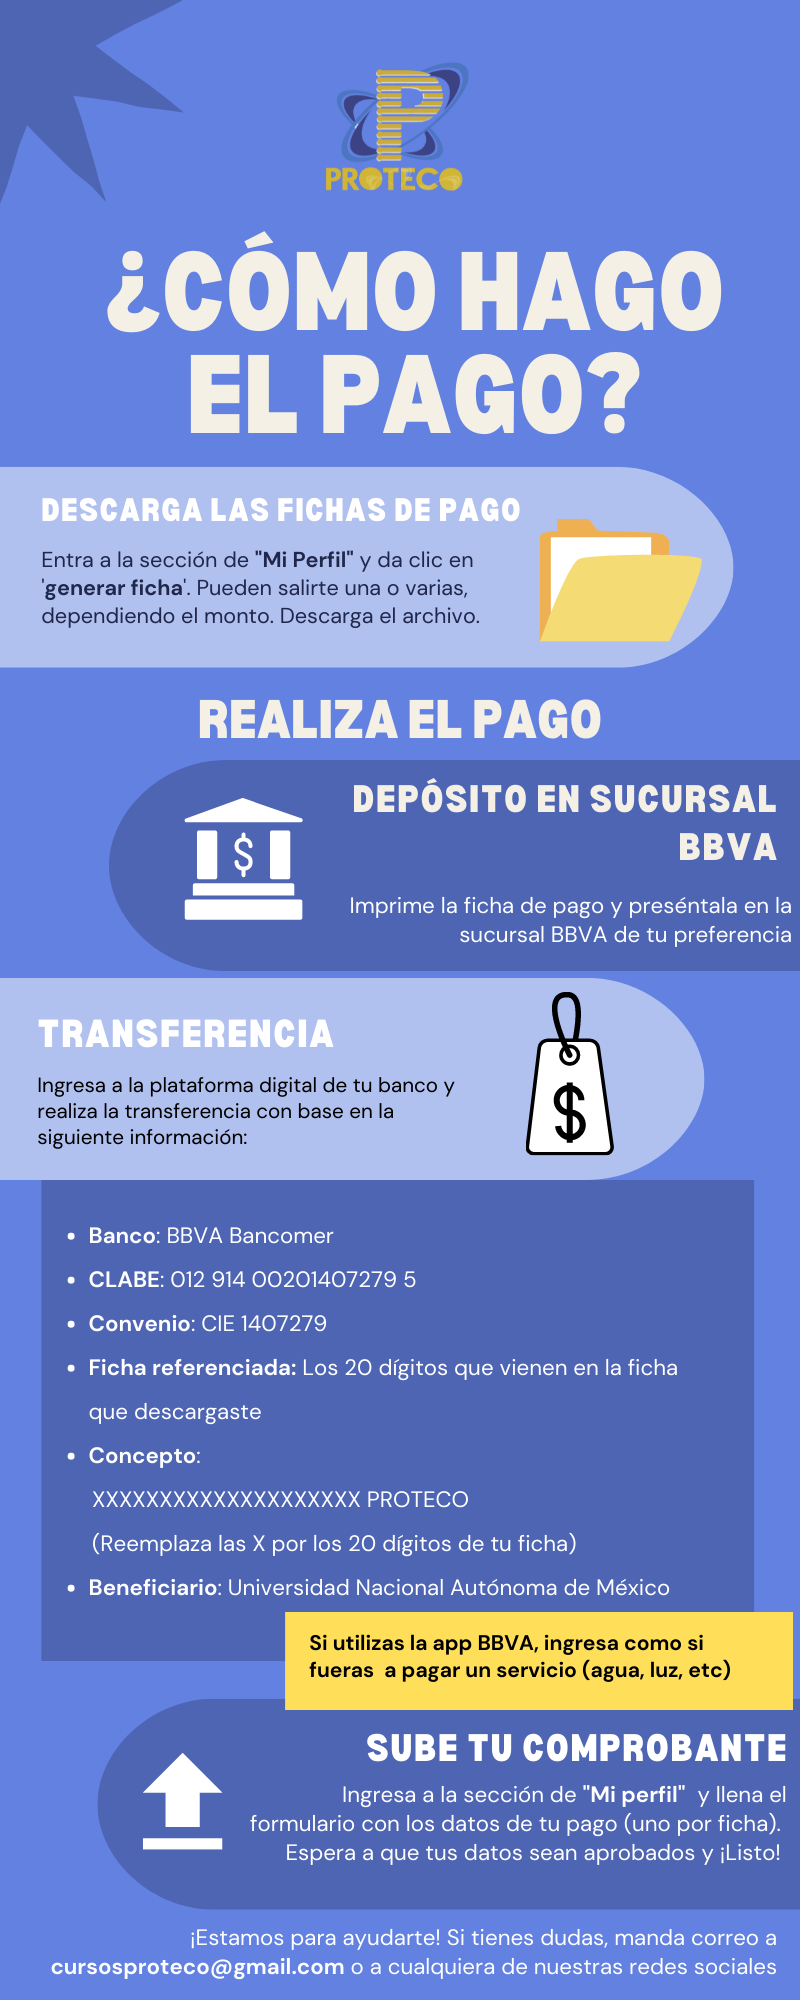 PROTECO
¿CÓMO HAGO
EL PAGO?
DESCARGA LAS FICHAS DE PAGO
Entra a la sección de "Mi Perfil" y da clic en
'generar ficha'. Pueden salirte una o varias,
dependiendo el monto. Descarga el archivo.
REALIZA EL PAGO
DEPÓSITO EN SUCURSAL
BBVA
Imprime la ficha de pago y preséntala en la
sucursal BBVA de tu preferencia
TRANSFERENCIA
Ingresa a la plataforma digital de tu banco y
realiza la transferencia con base en la
siguiente información:
• Banco: BBVA Bancomer
• CLABE: 012 914 00201407279 5
• Convenio: CIE 1407279
• Ficha referenciada: Los 20 dígitos que vienen en la ficha
que descargaste
• Concepto:
XXXXXXXXXXXXXXXXXXXX PROTECO
(Reemplaza las X por los 20 dígitos de tu ficha)
• Beneficiario: Universidad Nacional Autónoma de México
Si utilizas la app BBVA, ingresa como si
fueras a pagar un servicio (agua, luz, etc)
SUBE TU COMPROBANTE
Ingresa a la sección de "Mi perfil" y llena el
formulario con los datos de tu pago (uno por ficha).
Espera a que tus datos sean aprobados y ¡Listo!
¡Estamos para ayudarte! Si tienes dudas, manda correo a
cursosproteco@gmail.com o a cualquiera de nuestras redes sociales